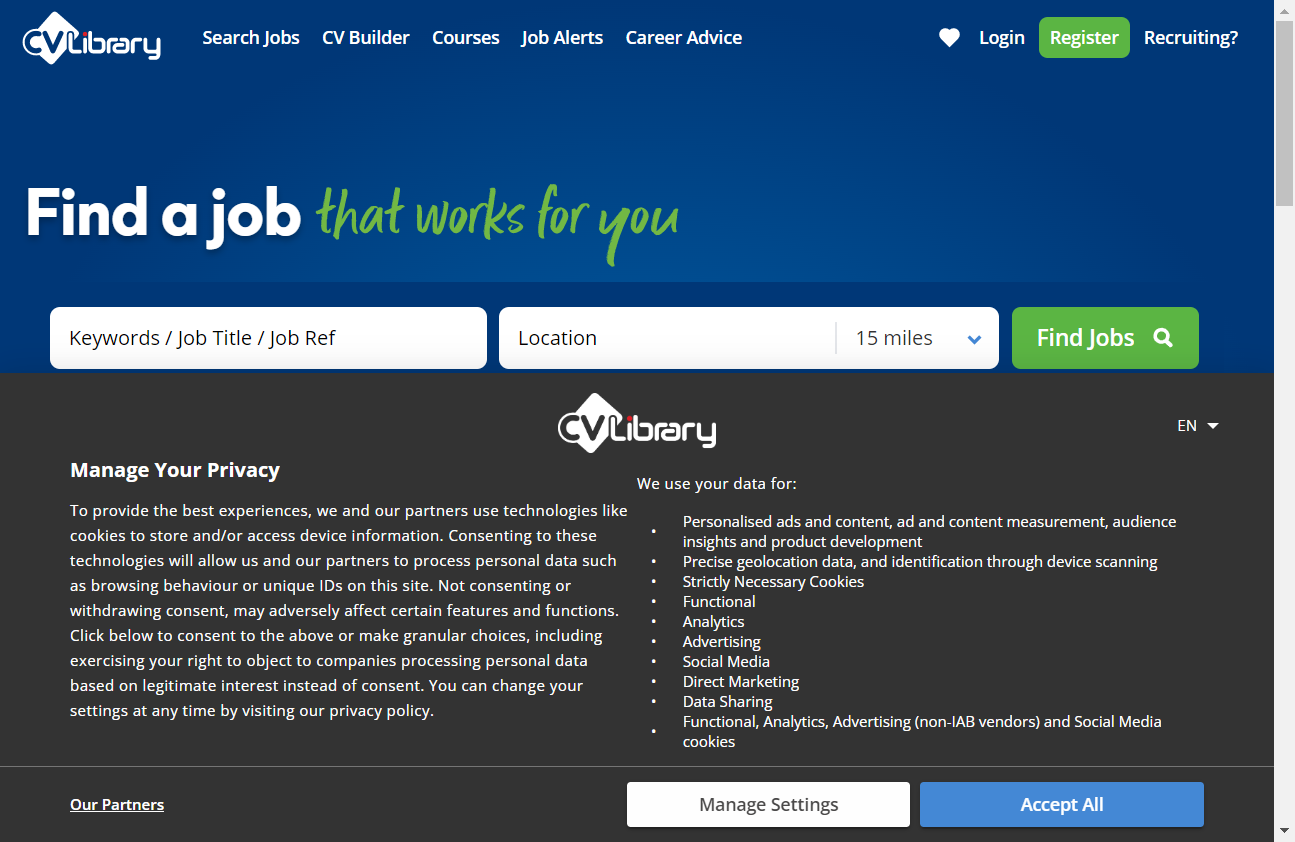 CVLibrary
Search Jobs
CV Builder
Courses
Job Alerts
Career Advice
Login
Register
Recruiting?
Find a job that works for you
Keywords / Job Title / Job Ref
Location
15 miles
Find Jobs
CVLibrary
EN
Manage Your Privacy
To provide the best experiences, we and our partners use technologies like
cookies to store and/or access device information. Consenting to these
technologies will allow us and our partners to process personal data such
as browsing behaviour or unique IDs on this site. Not consenting or
withdrawing consent, may adversely affect certain features and functions.
Click below to consent to the above or make granular choices, including
exercising your right to object to companies processing personal data
based on legitimate interest instead of consent. You can change your
settings at any time by visiting our privacy policy.
We use your data for:
• Personalised ads and content, ad and content measurement, audience
insights and product development
• Precise geolocation data, and identification through device scanning
• Strictly Necessary Cookies
• Functional
• Analytics
• Advertising
• Social Media
• Direct Marketing
• Data Sharing
• Functional, Analytics, Advertising (non-IAB vendors) and Social Media
cookies
Our Partners
Manage Settings
Accept All